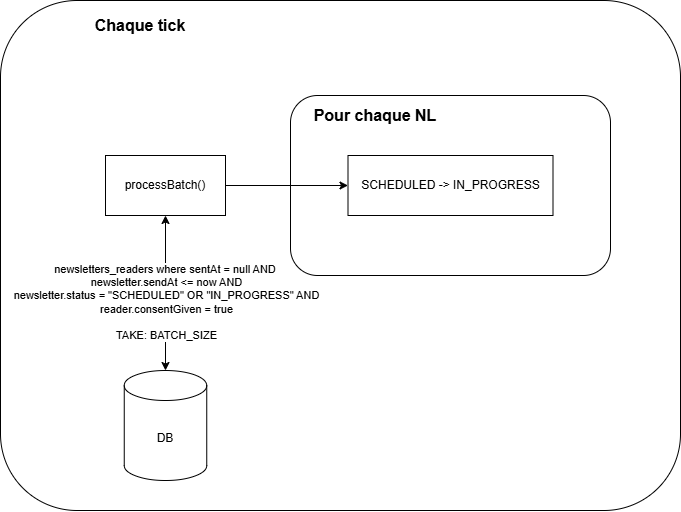 Chaque tick
Pour chaque NL
processBatch()
SCHEDULED -> IN_PROGRESS
newsletters_readers where sentAt = null AND
newsletter.sendAt <= now AND
newsletter.status = "SCHEDULED" OR "IN_PROGRESS" AND
reader.consentGiven = true
TAKE: BATCH_SIZE
DB